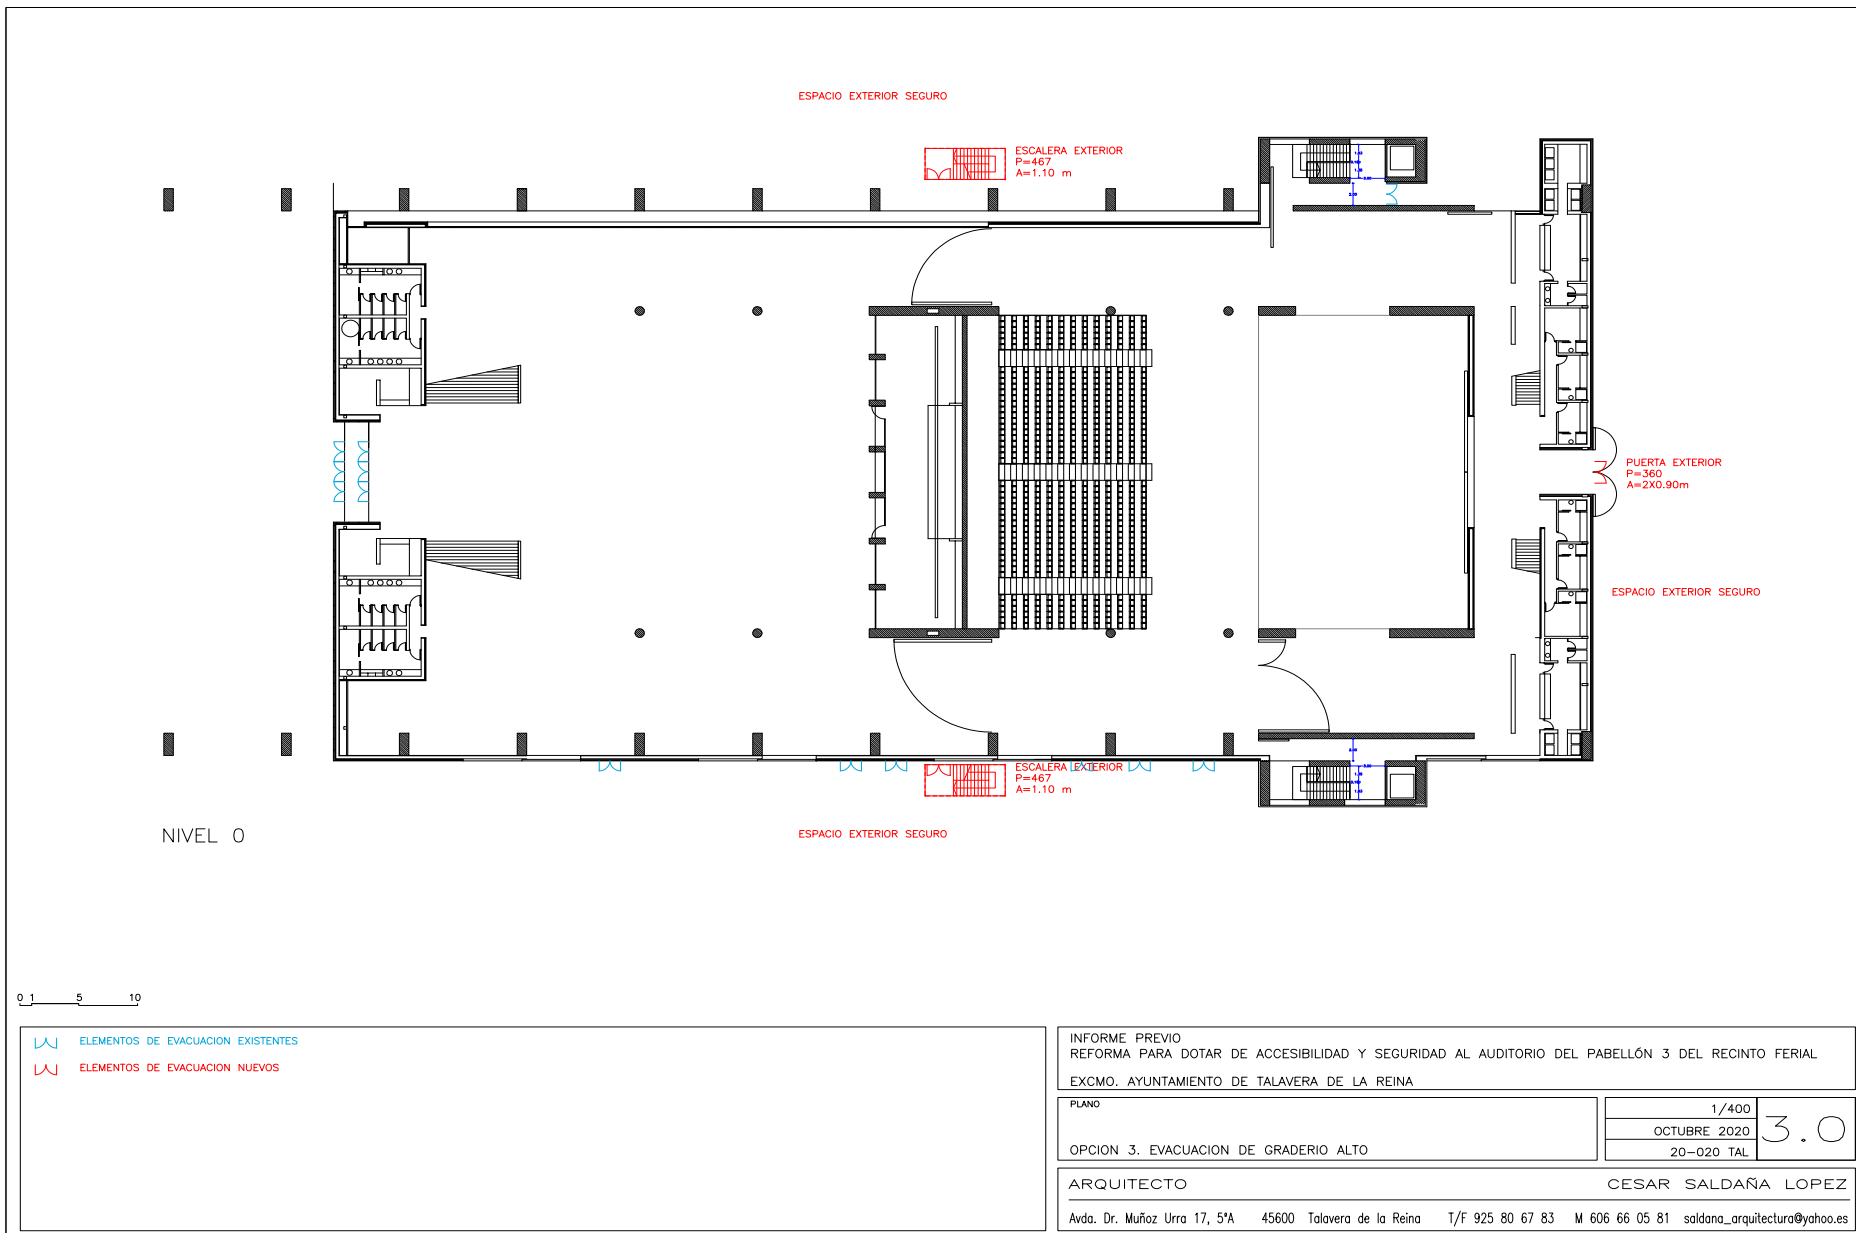 ESPACIO EXTERIOR SEGURO
ESCALERA EXTERIOR
P=467
A=1.10 m
PUERTA EXTERIOR
P=360
A=2X0.90m
ESPACIO EXTERIOR SEGURO
ESCALERA EXTERIOR
P=467
A=1.10 m
ESPACIO EXTERIOR SEGURO
NIVEL 0
0 1 5 10
ELEMENTOS DE EVACUACION EXISTENTES
ELEMENTOS DE EVACUACION NUEVOS
INFORME PREVIO
REFORMA PARA DOTAR DE ACCESIBILIDAD Y SEGURIDAD AL AUDITORIO DEL PABELLÓN 3 DEL RECINTO FERIAL
EXCMO. AYUNTAMIENTO DE TALAVERA DE LA REINA
PLANO
OPCION 3. EVACUACION DE GRADERIO ALTO
1/400
OCTUBRE 2020
20-020 TAL
3.0
ARQUITECTO CESAR SALDAÑA LOPEZ
Avda. Dr. Muñoz Urra 17, 5ºA 45600 Talavera de la Reina T/F 925 80 67 83 M 606 66 05 81 saldana_arquitectura@yahoo.es